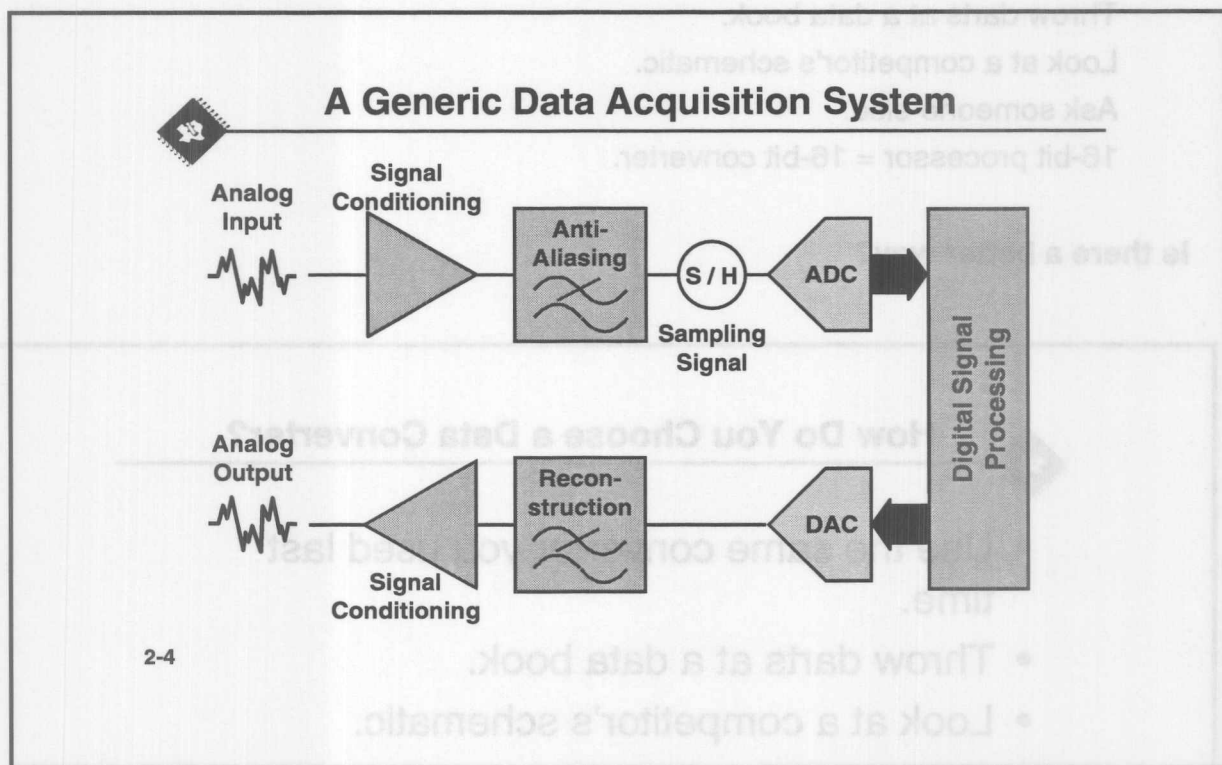 A Generic Data Acquisition System
Analog
Input
Signal
Conditioning
Anti-
Aliasing
S / H
Sampling
Signal
ADC
Digital Signal
Processing
Analog
Output
Signal
Conditioning
Recon-
struction
DAC
2-4